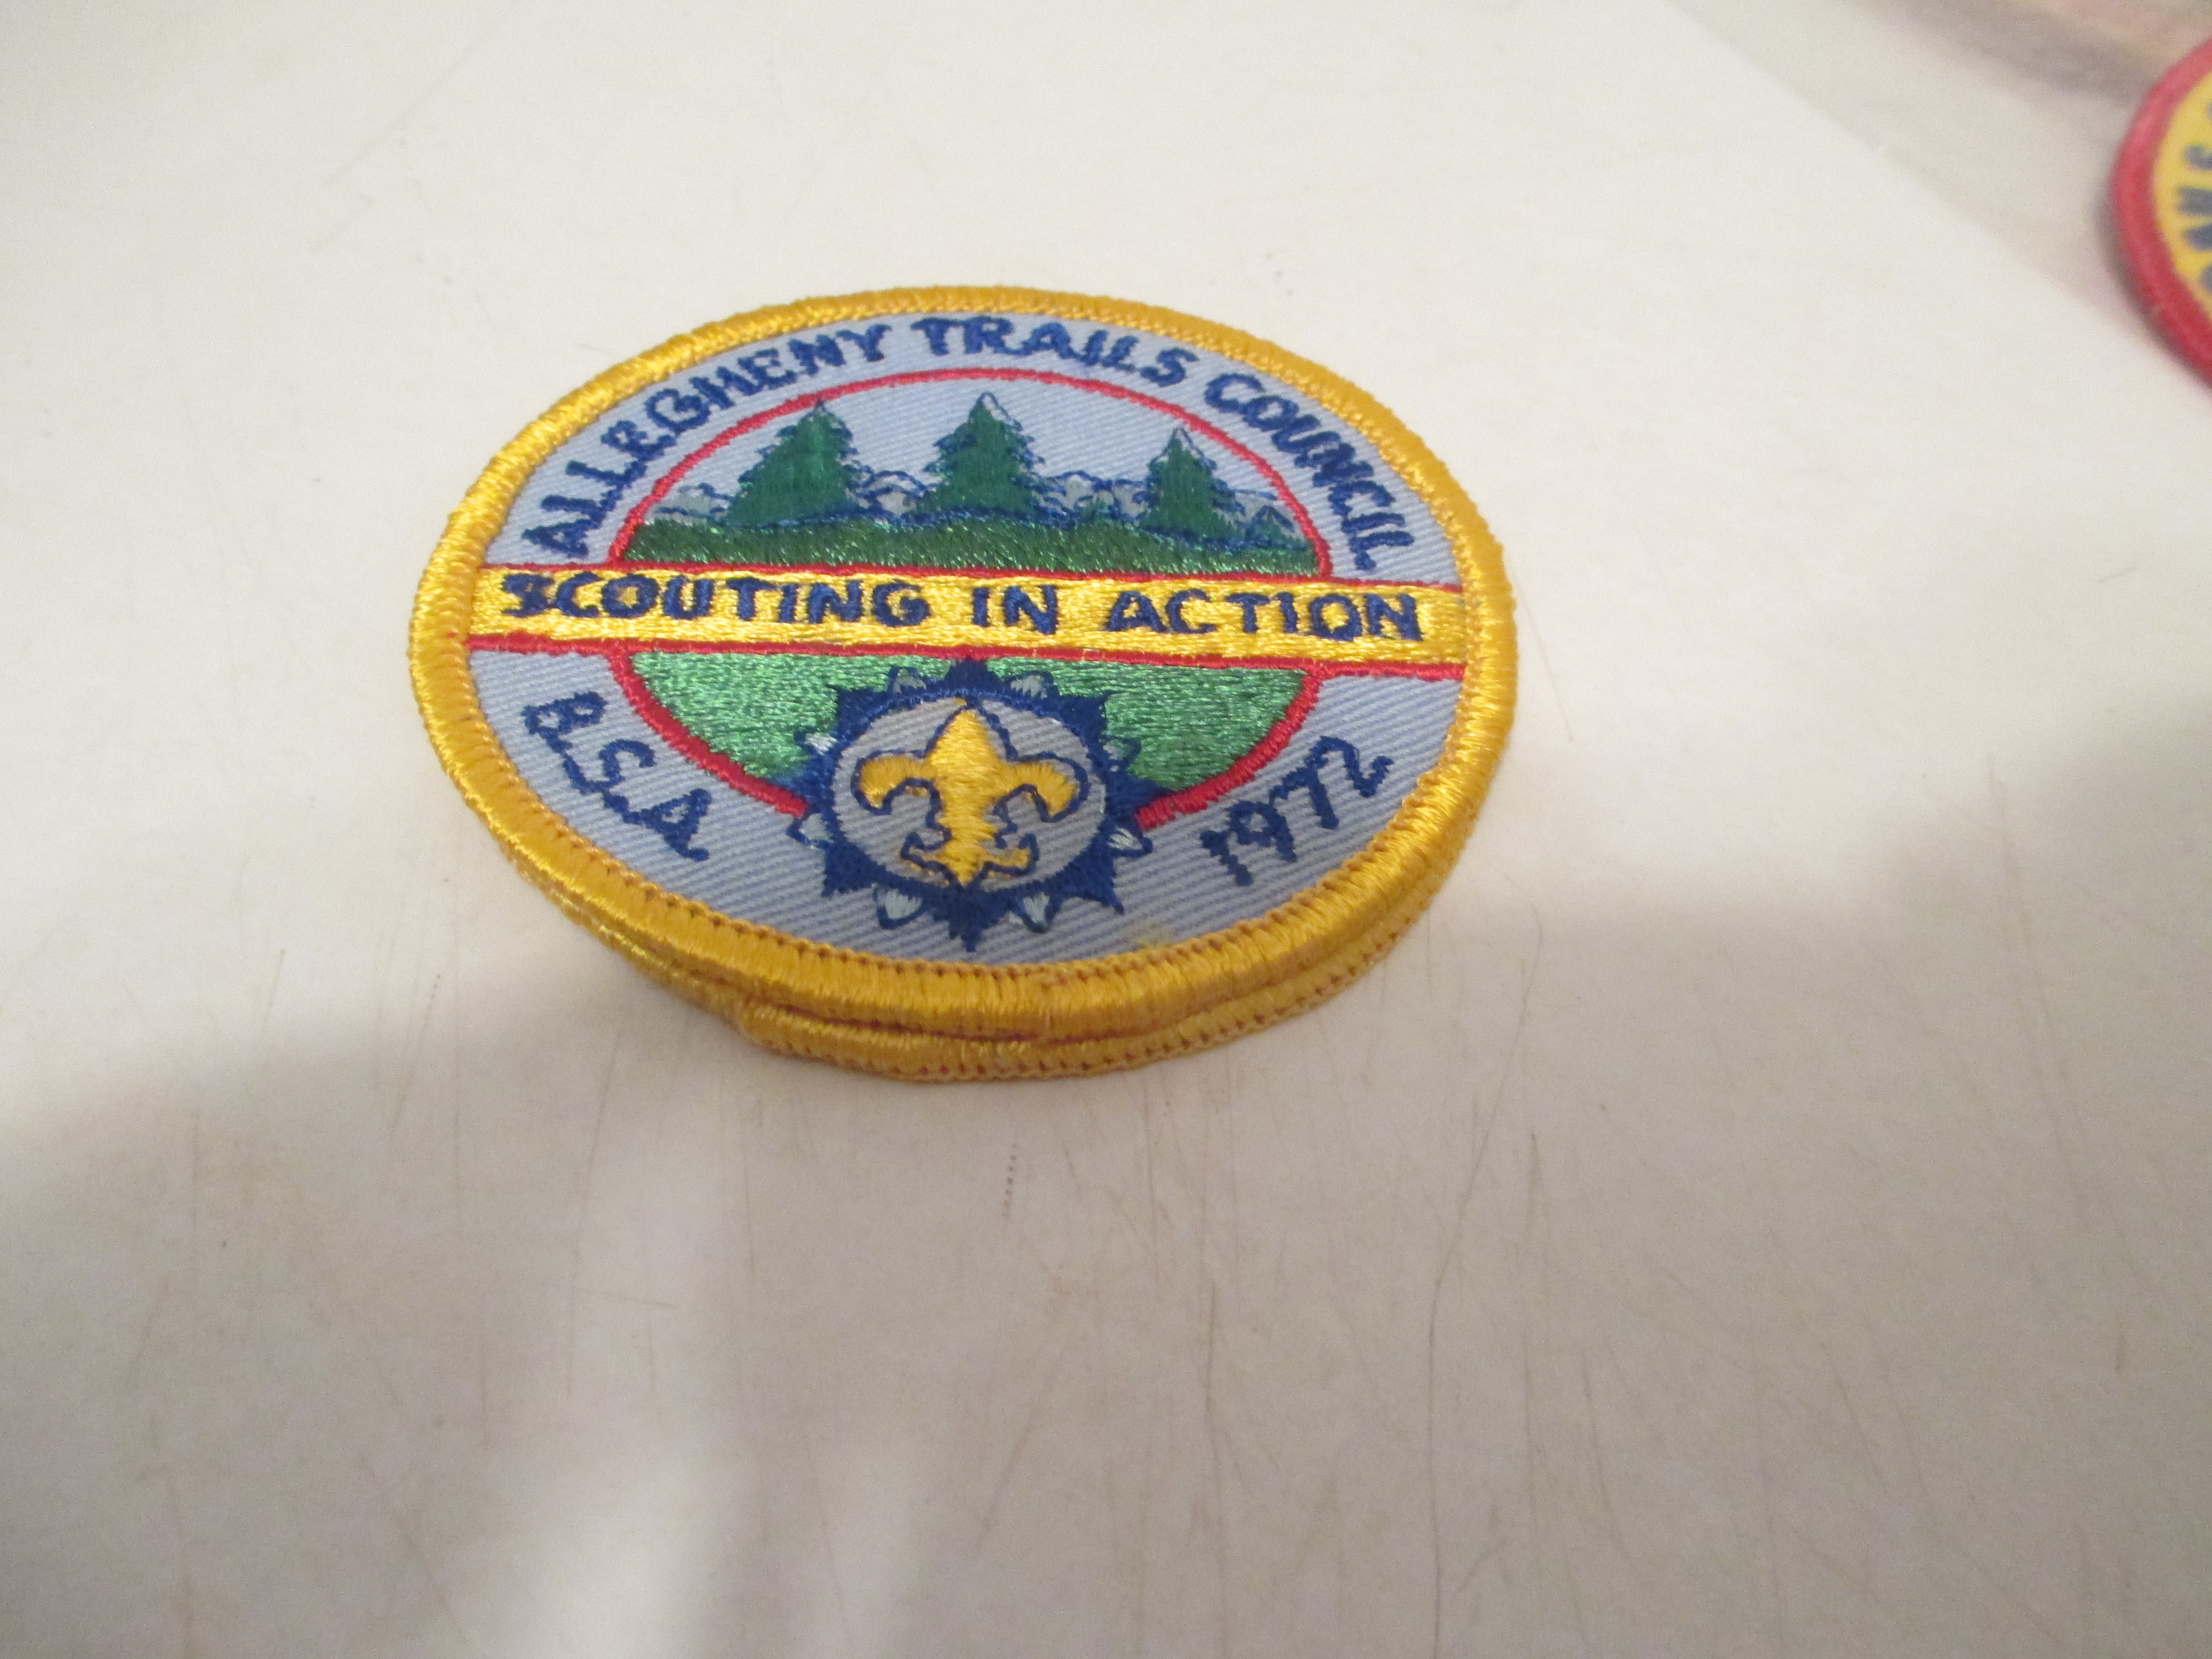 ALLEGHENY TRAILS COUNCIL
SCOUTING IN ACTION
B.S.A.
1972